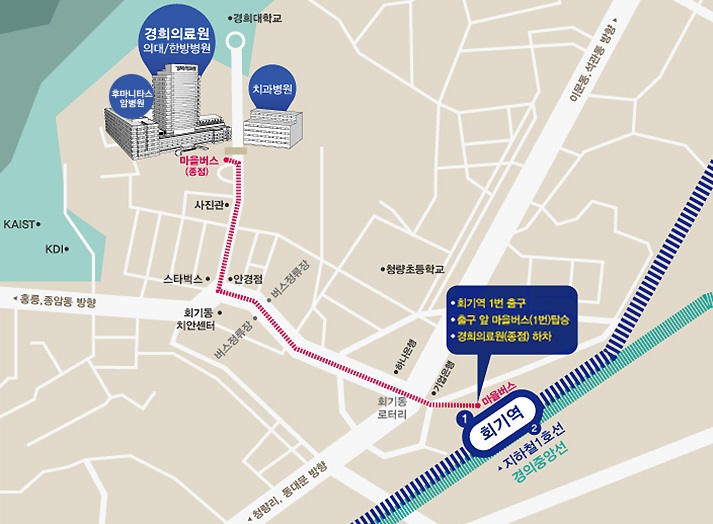 경희대학교
경희의료원
의대/한방병원
후마니타스
암병원
치과병원
이문동, 석관동 방향
마을버스
(종점)
사진관
KAIST
KDI
청량초등학교
스타벅스
안경점
버스정류장
홍릉,종암동 방향
회기동
치안센터
버스정류장
회기역 1번 출구
출구 앞 마을버스(1번)탑승
경희의료원(종점) 하차
하나은행
기업은행
마을버스
회기동
로터리
1
회기역
2
지하철1호선
경의중앙선
청량리, 동대문 방향